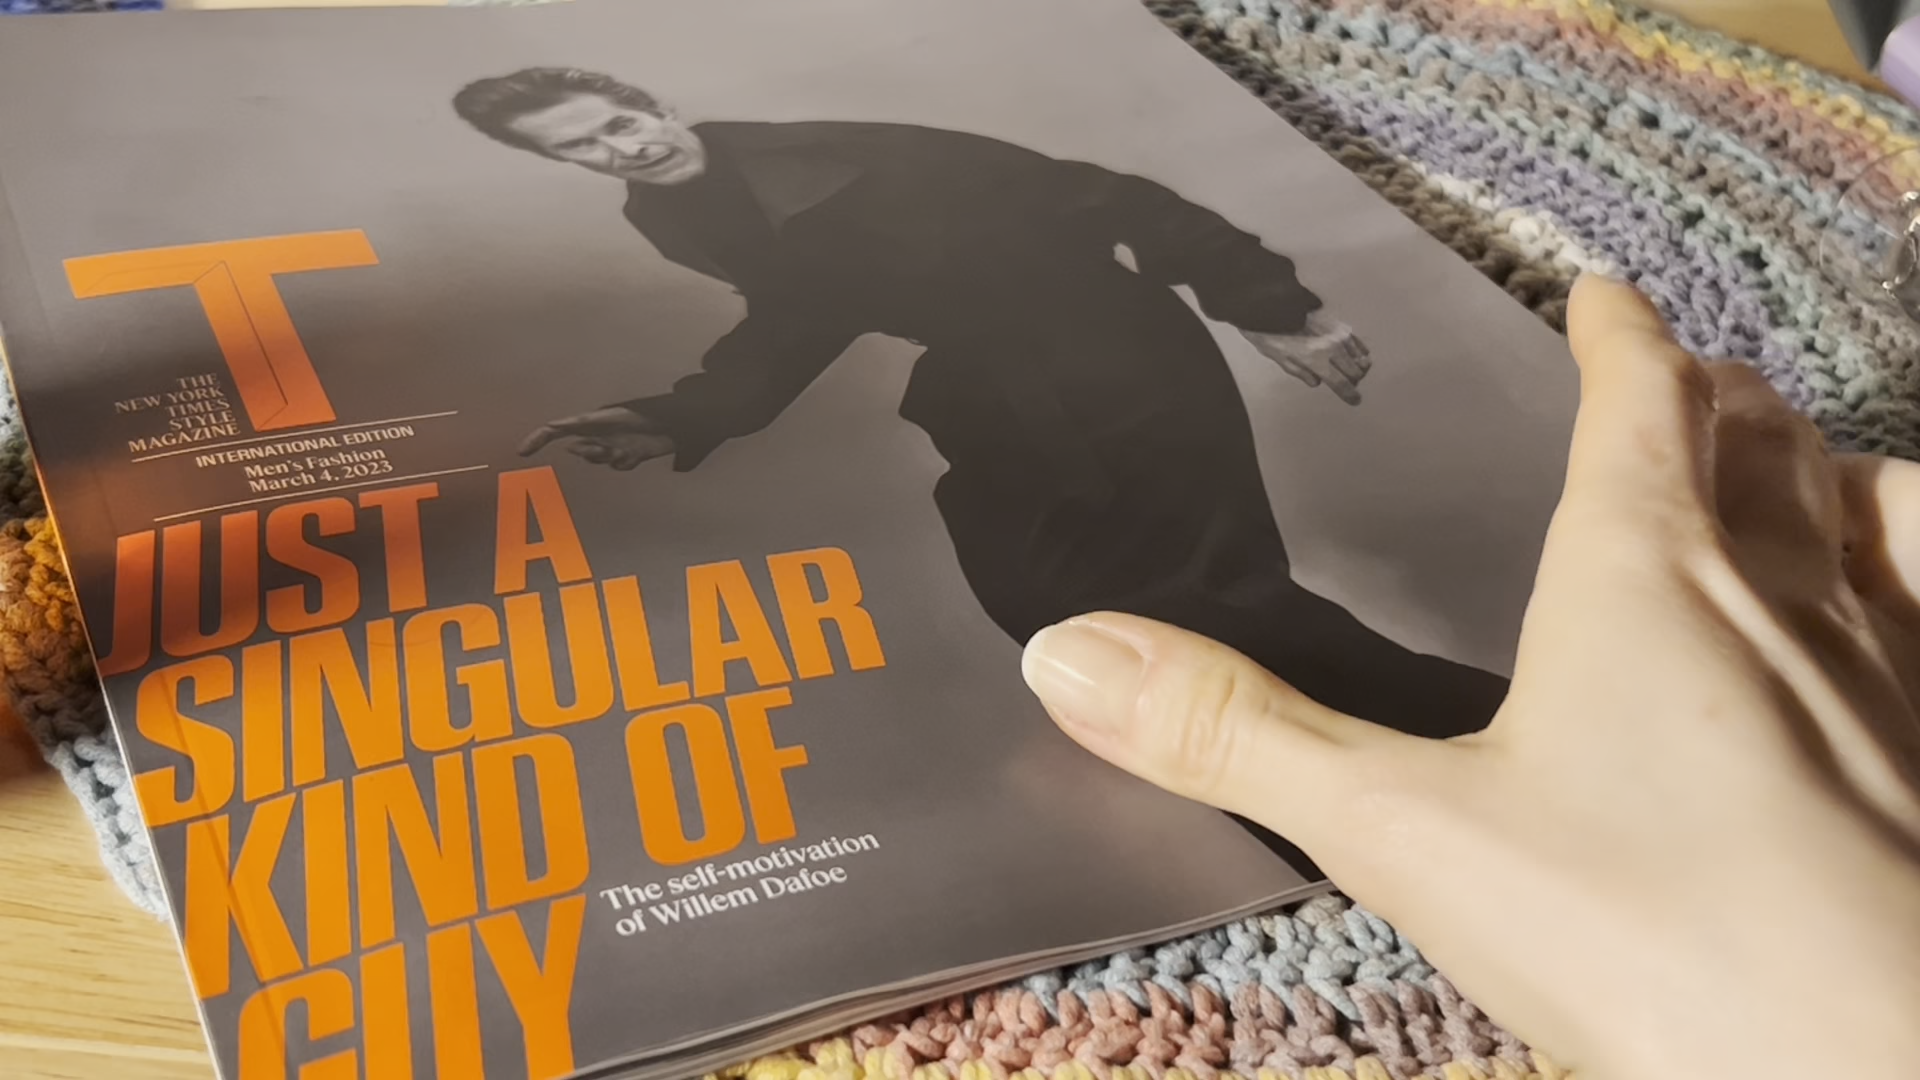 T
THE
NEW YORK
TIMES
STYLE
MAGAZINE
INTERNATIONAL EDITION
Men's Fashion
March 4, 2023
JUST A
SINGULAR
KIND OF
GUY
The self-motivation
of Willem Dafoe